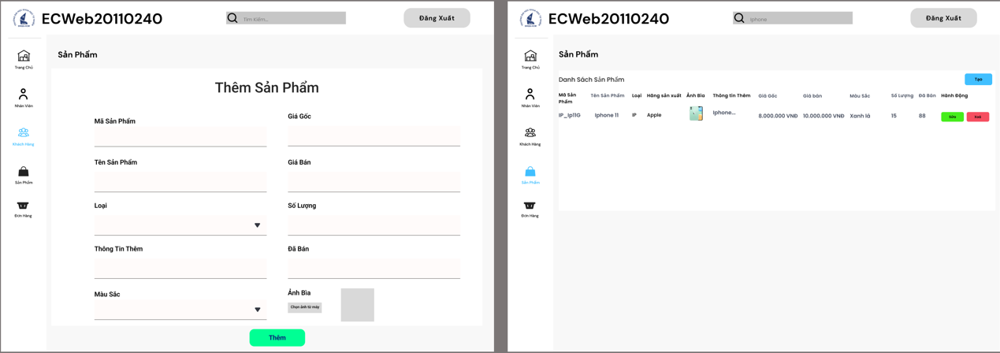 ECWeb20110240
Tìm Kiếm...
Đăng Xuất
Trang Chủ
Nhân Viên
Khách Hàng
Sản Phẩm
Đơn Hàng
Sản Phẩm
Thêm Sản Phẩm
Mã Sản Phẩm
Giá Gốc
Tên Sản Phẩm
Giá Bán
Loại
Số Lượng
Thông Tin Thêm
Đã Bán
Màu Sắc
Ảnh Bìa
Chọn ảnh từ máy
Thêm
ECWeb20110240
Iphone
Đăng Xuất
Trang Chủ
Nhân Viên
Khách Hàng
Sản Phẩm
Đơn Hàng
Sản Phẩm
Danh Sách Sản Phẩm
Tạo
Mã Sản Phẩm Tên Sản Phẩm Loại Hãng sản xuất Ảnh Bìa Thông tin Thêm Giá Gốc Giá bán Màu Sắc Số Lượng Đã Bán Hành Động
IP_Ip11G Iphone 11 IP Apple Iphone... 8.000.000 VNĐ 10.000.000 VNĐ Xanh lá 15 88 Sửa Xoá